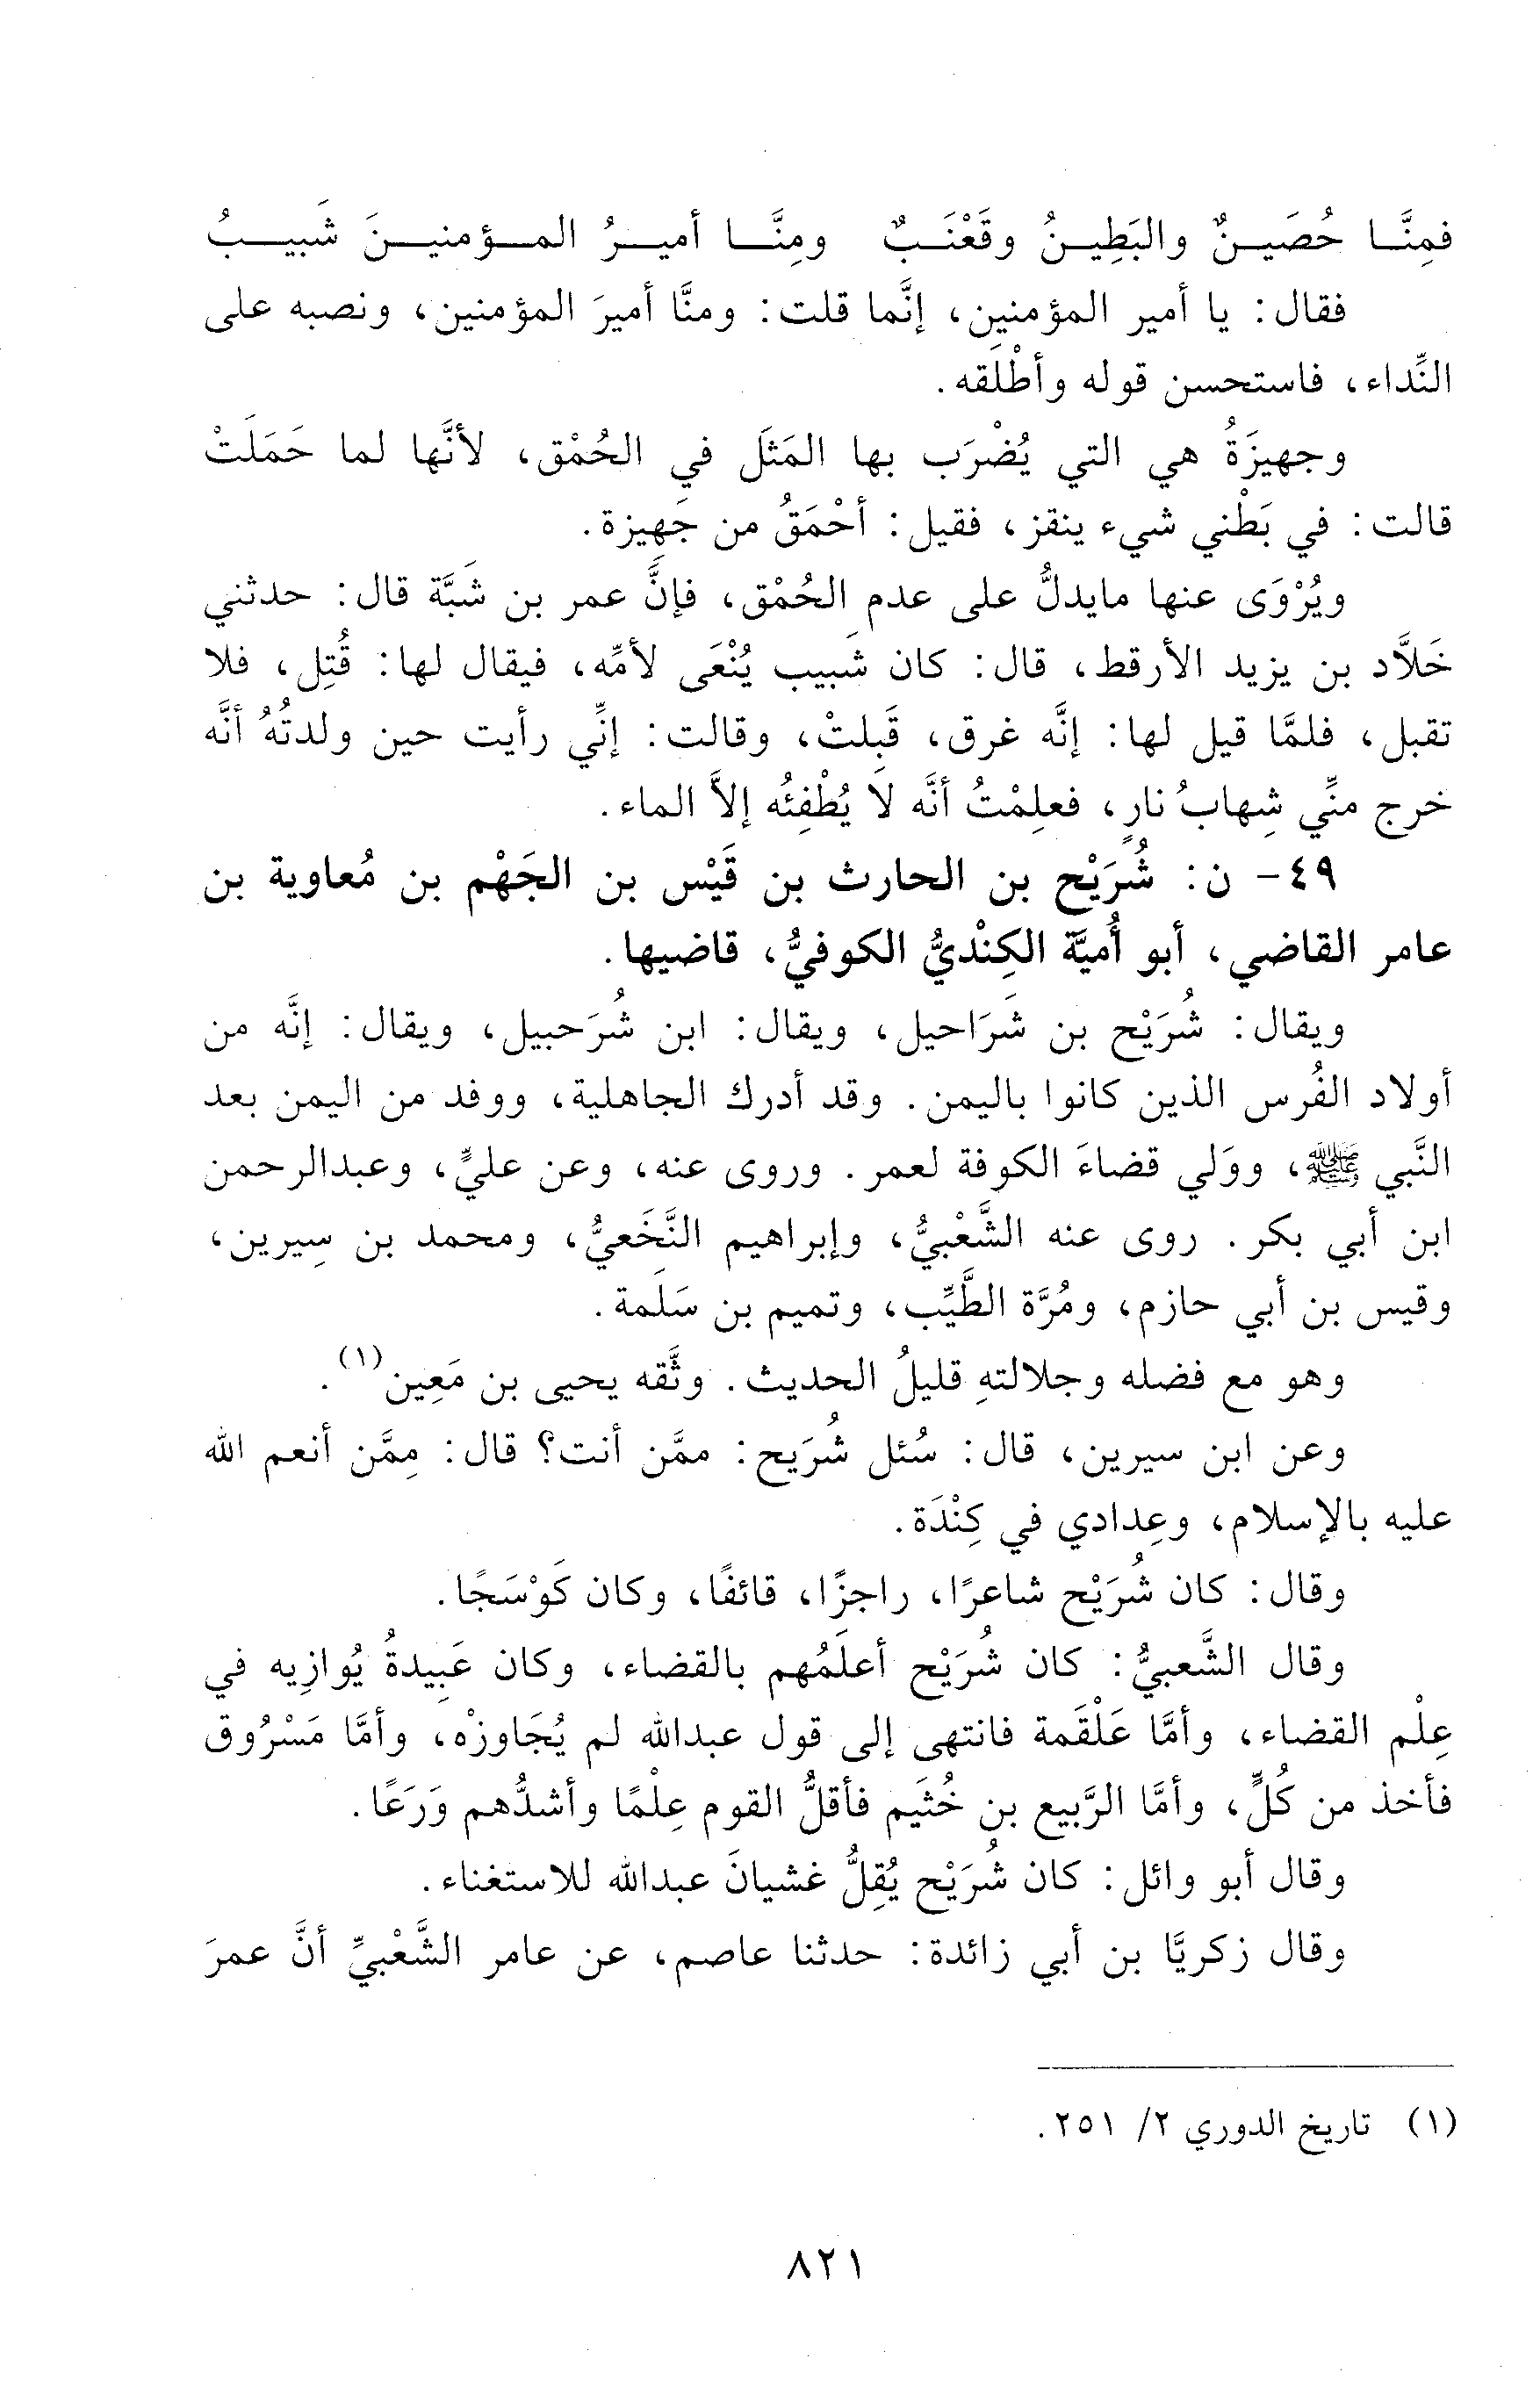 فمِنَّا حُصَينٌ والبَطِينُ وقَعْنَبٌ ومِنَّا أميرُ المؤمنينَ شَبيبُ
فقال: يا أمير المؤمنين، إنَّما قلت: ومنَّا أميرَ المؤمنين، ونصبه على
النِّداء، فاستحسن قوله وأطْلَقه.
وجهيزَةُ هي التي يُضْرَب بها المَثَل في الحُمْق، لأنَّها لما حَمَلَتْ
قالت: في بَطْني شيء ينقز، فقيل: أحْمَقُ من جَهِيزة.
ويُرْوَى عنها مايدلُّ على عدم الحُمْق، فإنَّ عمر بن شَبَّة قال: حدثني
خَلاَّد بن يزيد الأرقط، قال: كان شَبيب يُنْعَى لأمِّه، فيقال لها: قُتِل، فلا
تقبل، فلمَّا قيل لها: إنَّه غرق، قَبِلتْ، وقالت: إنِّي رأيت حين ولدتُهُ أنَّه
خرج منِّي شِهابُ نارٍ، فعلِمْتُ أنَّه لاَ يُطْفِئُه إلاَّ الماء.
٤٩- ن: شُرَيْح بن الحارث بن قَيْس بن الجَهْم بن مُعاوية بن
عامر القاضي، أبو أُميَّة الكِنْديُّ الكوفيُّ، قاضيها.
ويقال: شُرَيْح بن شَرَاحيل، ويقال: ابن شُرَحبيل، ويقال: إنَّه من
أولاد الفُرس الذين كانوا باليمن. وقد أدرك الجاهلية، ووفد من اليمن بعد
النَّبي ﷺ، وولي قضاءَ الكوفة لعمر. وروى عنه، وعن عليٍّ، وعبدالرحمن
ابن أبي بكر. روى عنه الشَّعْبيُّ، وإبراهيم النَّخَعيُّ، ومحمد بن سِيرين،
وقيس بن أبي حازم، ومُرَّة الطَّيِّب، وتميم بن سَلَمة.
وهو مع فضله وجلالتهِ قليلُ الحديث. وثَّقه يحيى بن مَعِين(١).
وعن ابن سيرين، قال: سُئل شُرَيح: ممَّن أنت؟ قال: مِمَّن أنعم الله
عليه بالإسلام، وعِدادي في كِنْدَة.
وقال: كان شُرَيْح شاعرًا، راجزًا، قائفًا، وكان كَوْسَجًا.
وقال الشَّعبيُّ: كان شُرَيْح أعلَمُهم بالقضاء، وكان عَبِيدةُ يُوازِيه في
عِلْم القضاء، وأمَّا عَلْقَمة فانتهى إلى قول عبدالله لم يُجَاوزْه، وأمَّا مَسْرُوق
فأخذ من كُلٍّ، وأمَّا الرَّبيع بن خُثَيم فأقلُّ القوم عِلْمًا وأشدُّهم وَرَعًا.
وقال أبو وائل: كان شُرَيْح يُقِلُّ غشيانَ عبدالله للاستغناء.
وقال زكريَّا بن أبي زائدة: حدثنا عاصم، عن عامر الشَّعْبيِّ أنَّ عمرَ
(١) تاريخ الدوري ٢/ ٢٥١.
٨٢١